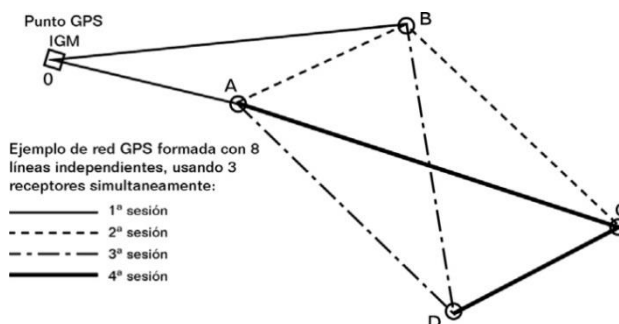 Punto GPS
IGM
0
B
A
Ejemplo de red GPS formada con 8
líneas independientes, usando 3
receptores simultaneamente:
1ª sesión
2ª sesión
3ª sesión
4ª sesión
C
D